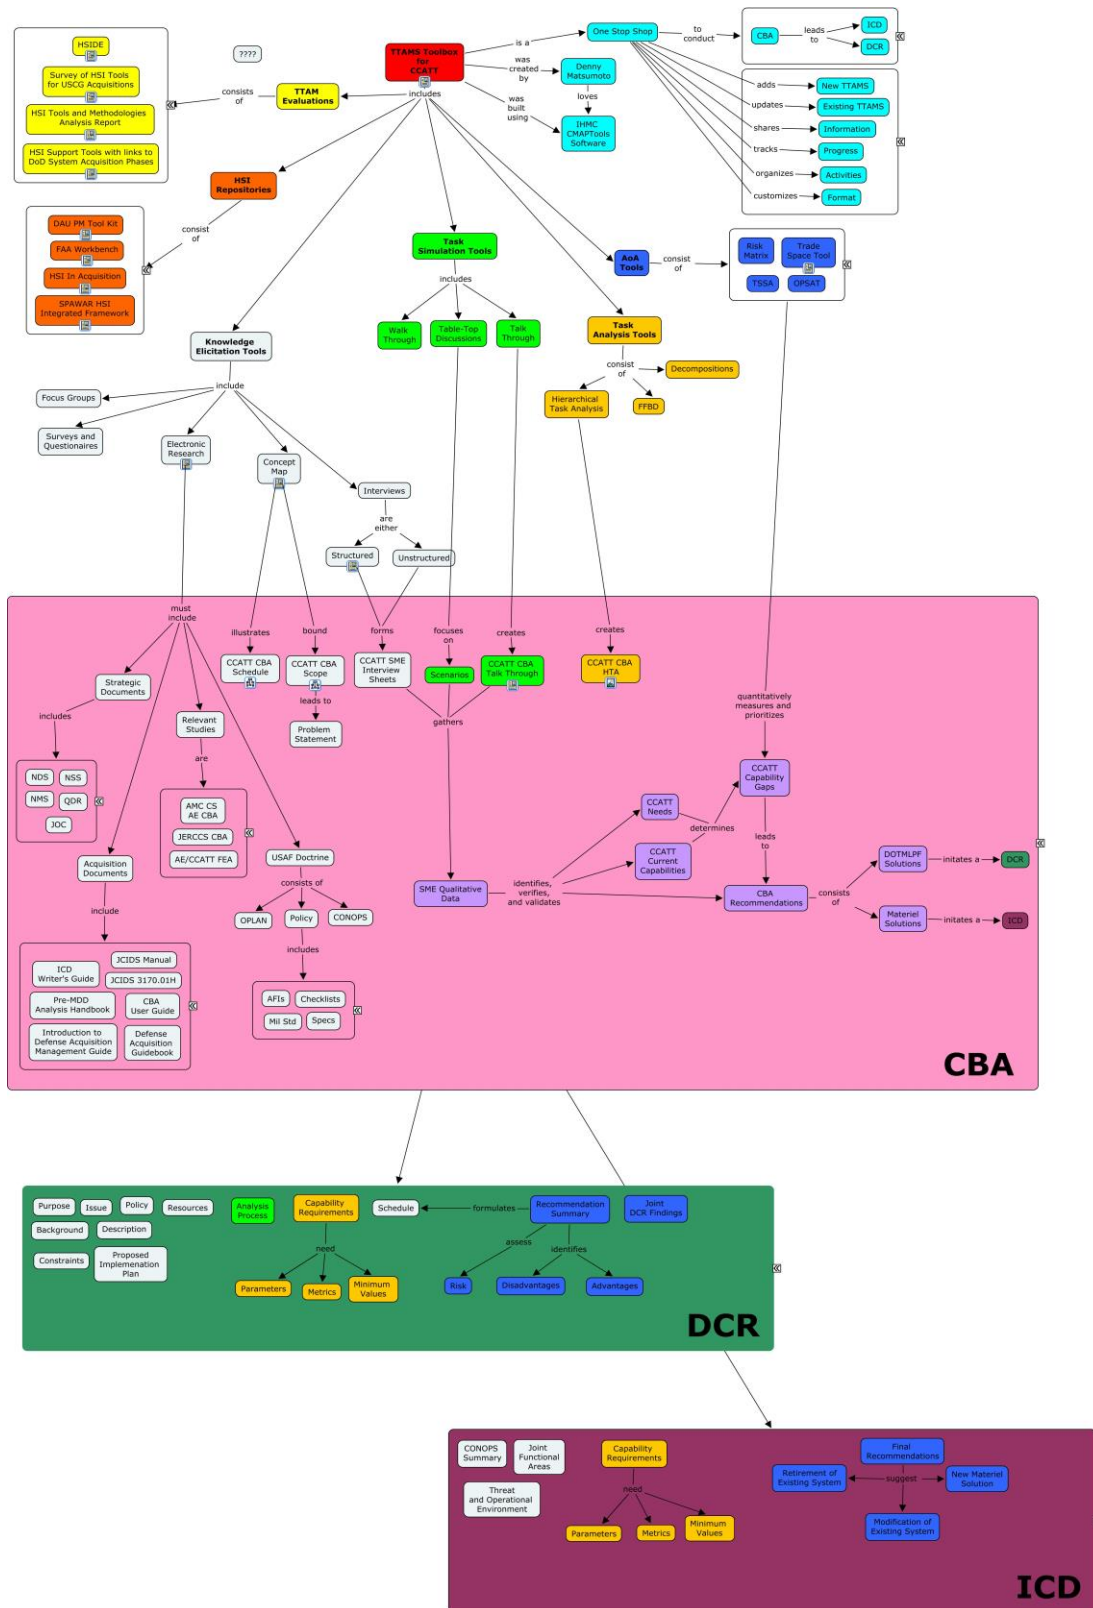 HSIDE
Survey of HSI Tools
for USCG Acquisitions
HSI Tools and Methodologies
Analysis Report
HSI Support Tools with links to
DoD System Acquisition Phases
consists
of
????
TTAM
Evaluations
TTAMS Toolbox
for
CCATT
includes
is a
One Stop Shop
was
created
by
Denny
Matsumoto
loves
was
built
using
IHMC
CMAPTools
Software
to
conduct
CBA
leads
to
ICD
DCR
adds
New TTAMS
updates
Existing TTAMS
shares
Information
tracks
Progress
organizes
Activities
customizes
Format
HSI
Repositories
consist
of
DAU PM Tool Kit
FAA Workbench
HSI In Acquisition
SPAWAR HSI
Integrated Framework
Task
Simulation Tools
includes
Walk
Through
Table-Top
Discussions
Talk
Through
AoA
Tools
consist
of
Risk
Matrix
Trade
Space Tool
TSSA
OPSAT
Task
Analysis Tools
consist
of
Decompositions
Hierarchical
Task Analysis
FFBD
Knowledge
Elicitation Tools
include
Focus Groups
Surveys and
Questionaires
Electronic
Research
Concept
Map
Interviews
are
either
Structured
Unstructured
must
include
illustrates
bound
forms
focuses
on
creates
creates
CCATT CBA
Schedule
CCATT CBA
Scope
CCATT SME
Interview
Sheets
Scenarios
CCATT CBA
Talk Through
CCATT CBA
HTA
Strategic
Documents
includes
NDS
NSS
NMS
QDR
JOC
Relevant
Studies
are
AMC CS
AE CBA
JERCCS CBA
AE/CCATT FEA
leads to
Problem
Statement
gathers
quantitatively
measures and
prioritizes
CCATT
Capability
Gaps
CCATT
Needs
determines
CCATT
Current
Capabilities
leads
to
Acquisition
Documents
include
ICD
Writer's Guide
JCIDS Manual
JCIDS 3170.01H
Pre-MDD
Analysis Handbook
CBA
User Guide
Introduction to
Defense Acquisition
Management Guide
Defense
Acquisition
Guidebook
USAF Doctrine
consists of
OPLAN
Policy
CONOPS
includes
AFIs
Checklists
Mil Std
Specs
SME Qualitative
Data
identifies,
verifies,
and validates
CBA
Recommendations
consists
of
DOTMLPF
Solutions
initates a
DCR
Materiel
Solutions
initates a
ICD
CBA
Purpose
Issue
Policy
Resources
Background
Description
Constraints
Proposed
Implemenation
Plan
Analysis
Process
Capability
Requirements
need
Parameters
Metrics
Minimum
Values
Schedule
formulates
Recommendation
Summary
assess
identifies
Risk
Disadvantages
Advantages
Joint
DCR Findings
DCR
CONOPS
Summary
Joint
Functional
Areas
Threat
and Operational
Environment
Capability
Requirements
need
Parameters
Metrics
Minimum
Values
Final
Recommendations
suggest
Retirement of
Existing System
New Materiel
Solution
Modification of
Existing System
ICD